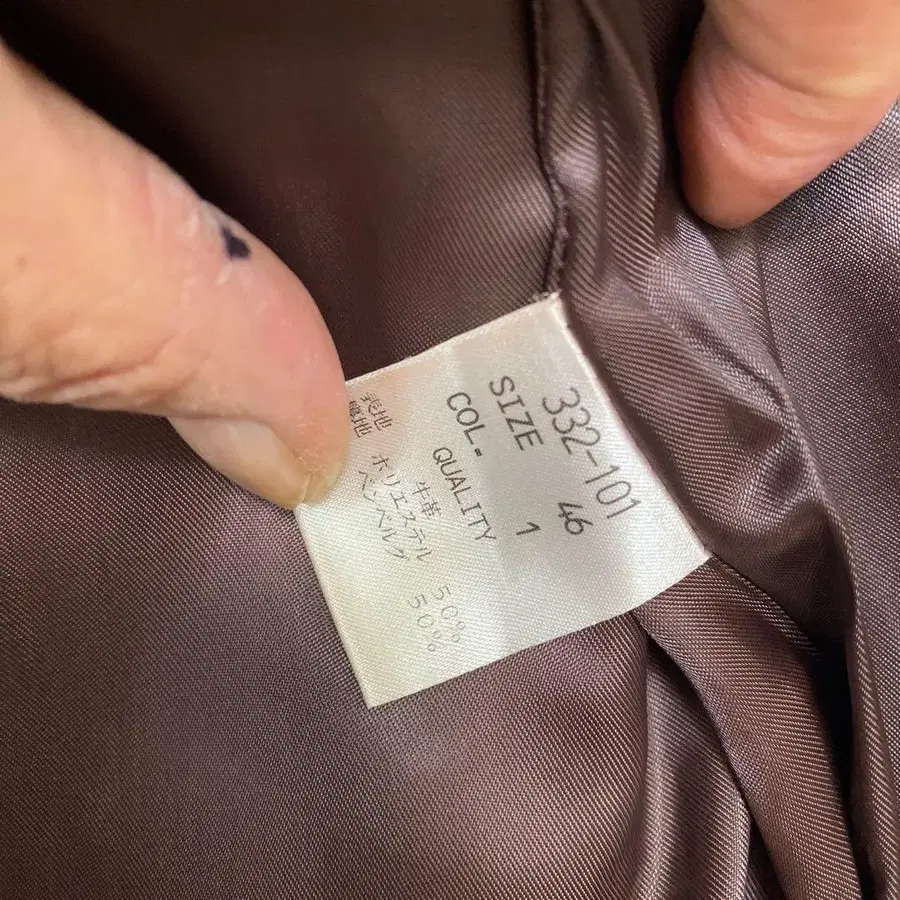 332-101
SIZE 46
COL. 1
QUALITY
表地 牛革
裏地 ポリエステル 50%
ベンベルグ 50%